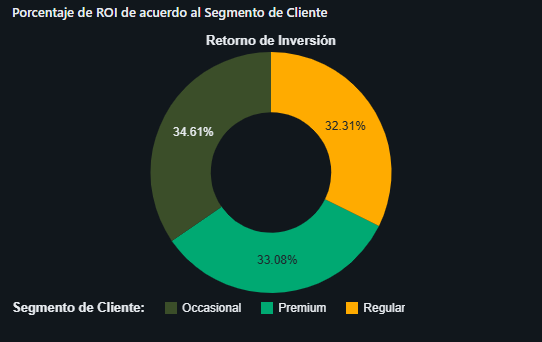 Porcentaje de ROI de acuerdo al Segmento de Cliente
Retorno de Inversión
34.61%
32.31%
33.08%
Segmento de Cliente: Occasional Premium Regular